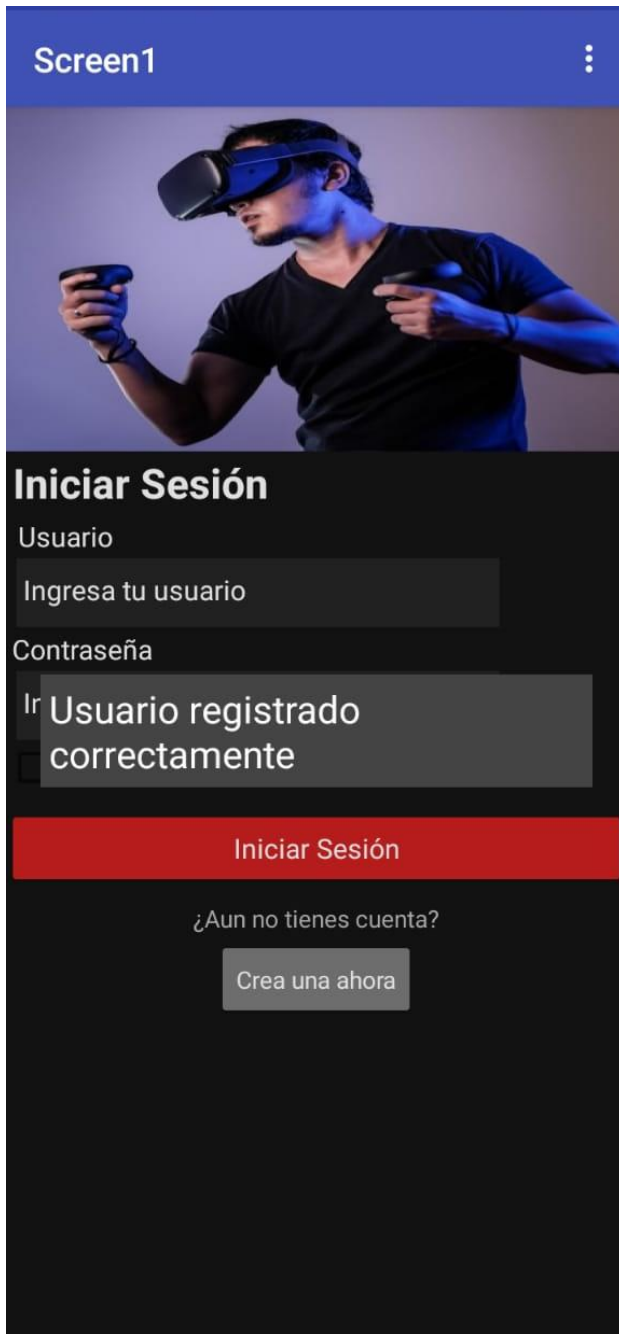 Screen1
Iniciar Sesión
Usuario
Ingresa tu usuario
Contraseña
Usuario registrado
correctamente
Iniciar Sesión
¿Aun no tienes cuenta?
Crea una ahora